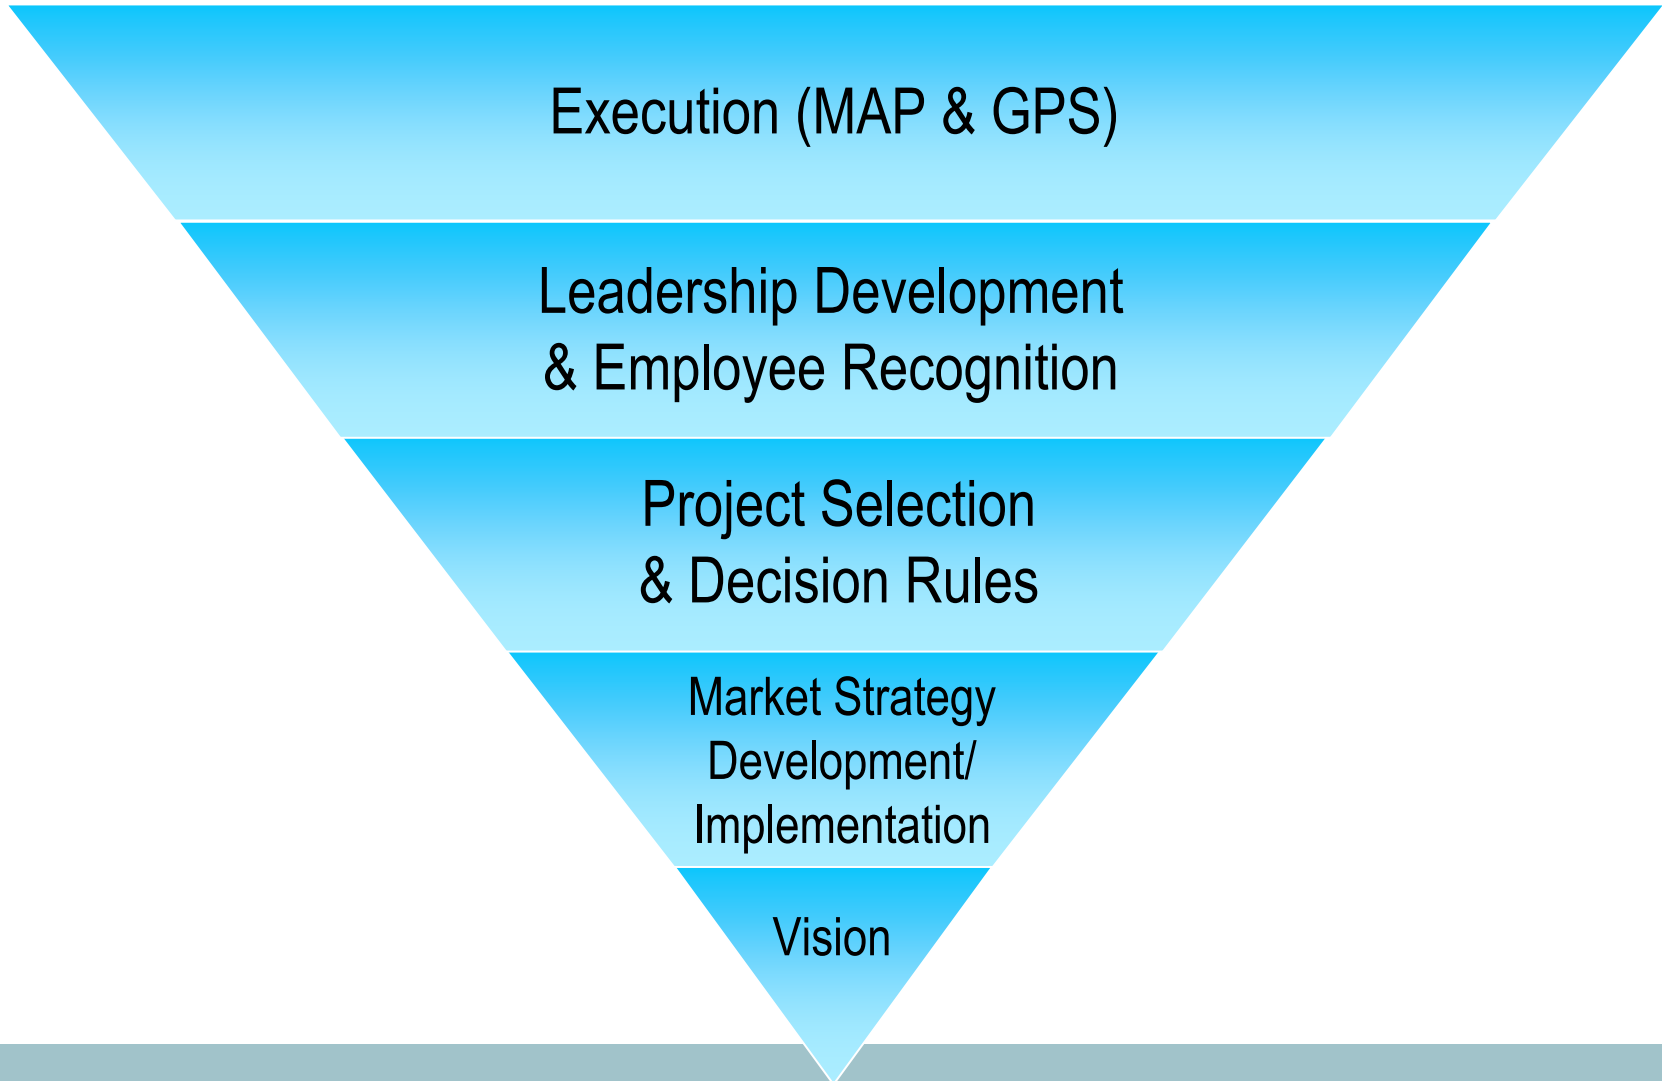 Execution (MAP & GPS)
Leadership Development
& Employee Recognition
Project Selection
& Decision Rules
Market Strategy
Development/
Implementation
Vision